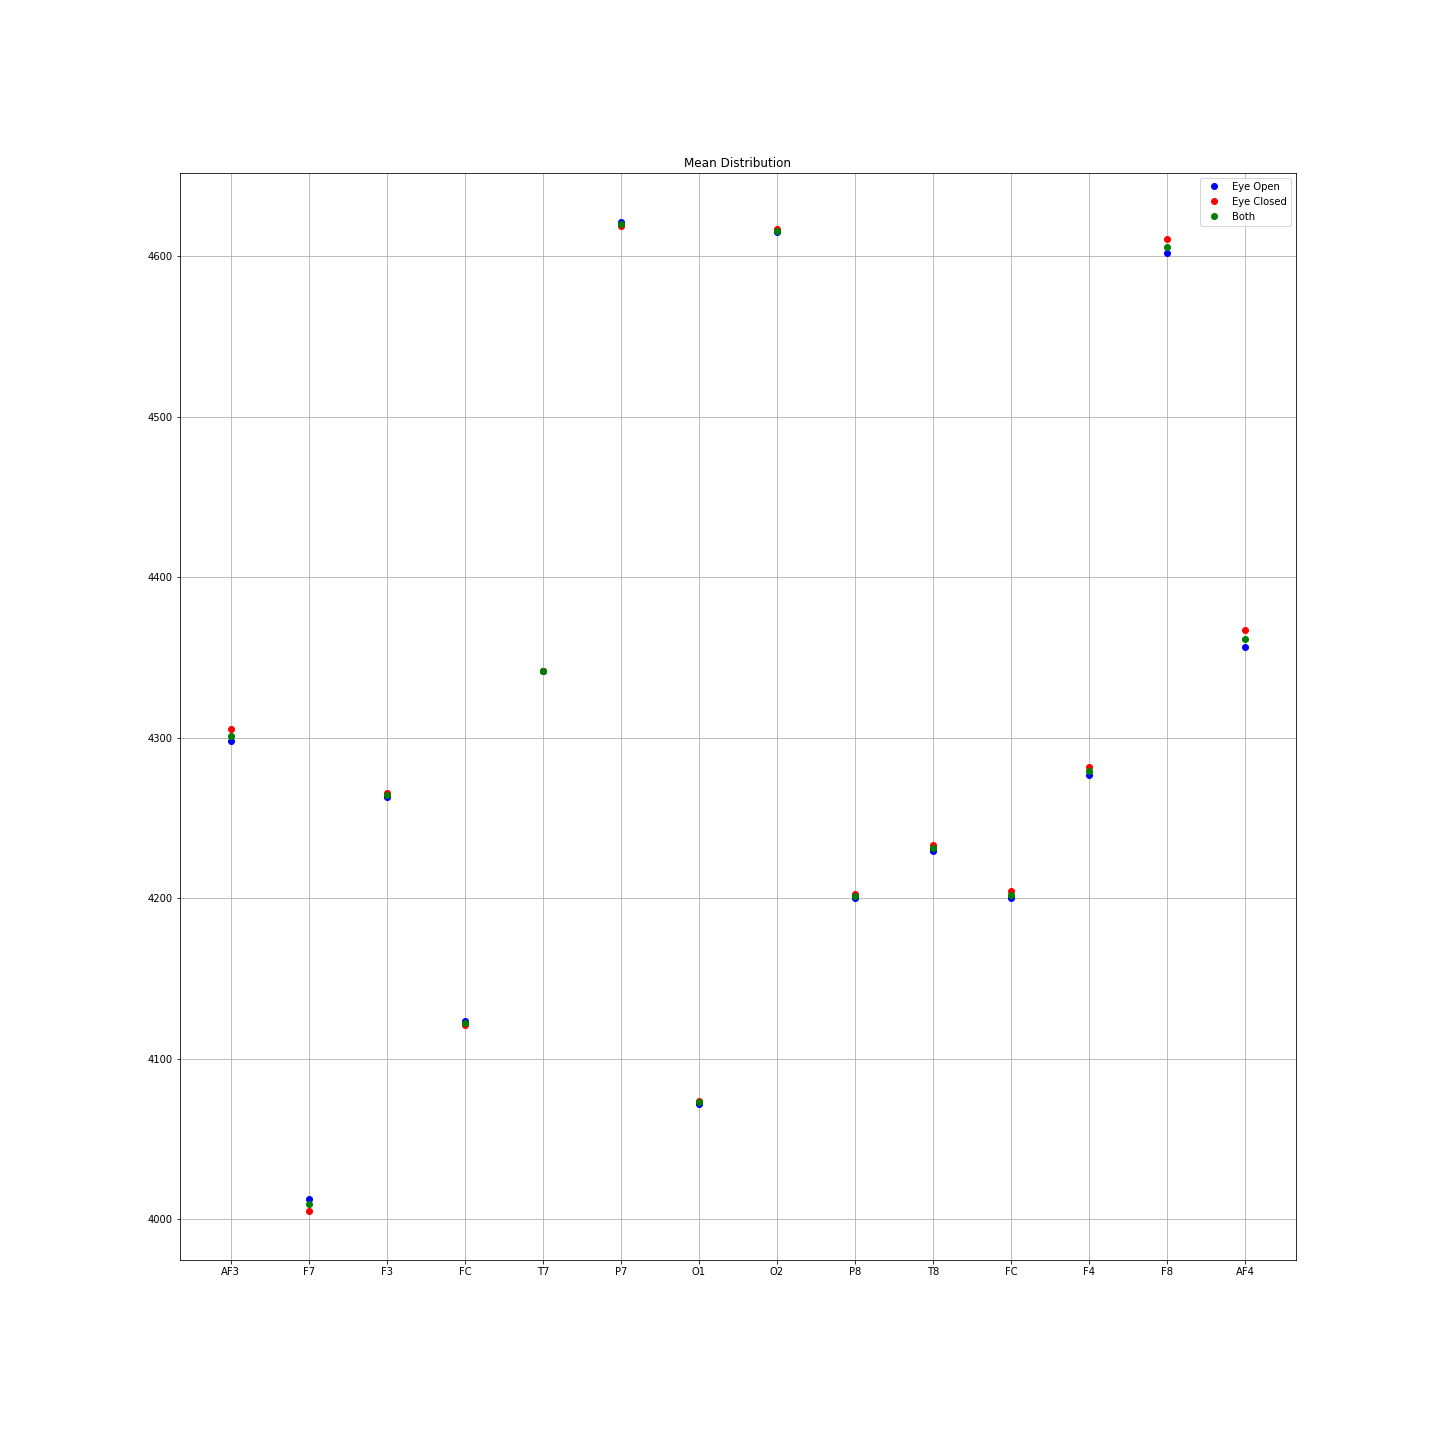 Mean Distribution
Eye Open
Eye Closed
Both
4600
4500
4400
4300
4200
4100
4000
AF3 F7 F3 FC T7 P7 O1 O2 P8 T8 FC F4 F8 AF4